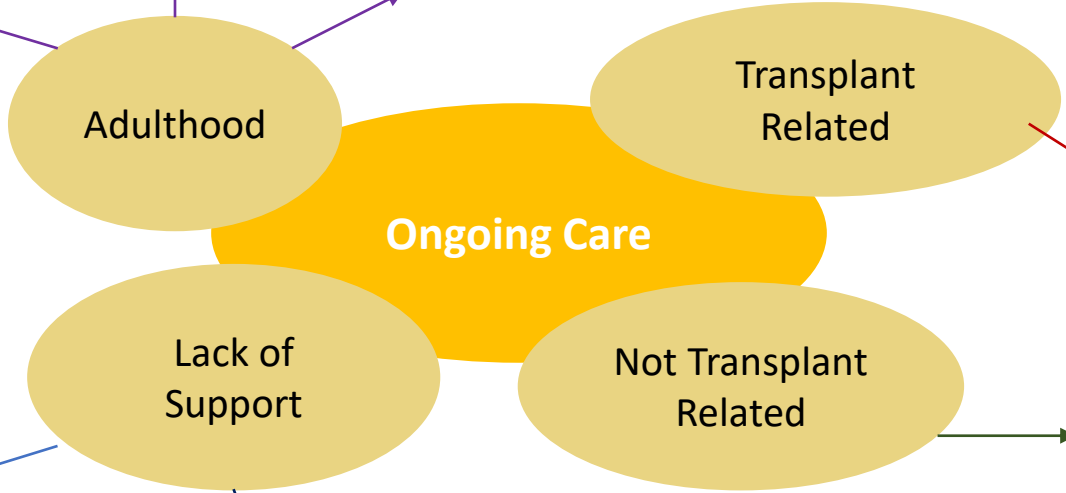 Adulthood
Transplant
Related
Ongoing Care
Lack of
Support
Not Transplant
Related